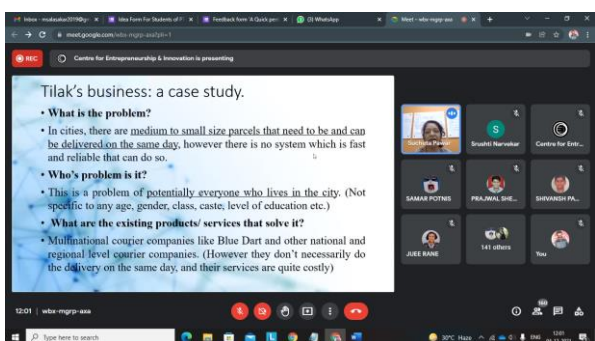 Inbox - msalaskar2019@g
Idea Form For Students of F
Feedback form 'A Quick pe
(3) WhatsApp
Meet - wbx-mgrp-axa
meet.google.com/wbx-mgrp-axa?pli=1
REC
Centre for Entrepreneurship & Innovation is presenting
Tilak's business: a case study.
• What is the problem?
• In cities, there are medium to small size parcels that need to be and can
be delivered on the same day, however there is no system which is fast
and reliable that can do so.
• Who's problem is it?
• This is a problem of potentially everyone who lives in the city. (Not
specific to any age, gender, class, caste, level of education etc.)
• What are the existing products/ services that solve it?
• Multinational courier companies like Blue Dart and other national and
regional level courier companies. (However they don't necessarily do
the delivery on the same day, and their services are quite costly)
Sucheta Pawar
S
Srushti Narvekar
Centre for Entr...
SAMAR POTNIS
PRAJWAL SHE...
SHIVANSH PA...
JUEE RANE
141 others
You
12:01 | wbx-mgrp-axa
160
Type here to search
30°C Haze
ENG
12:01